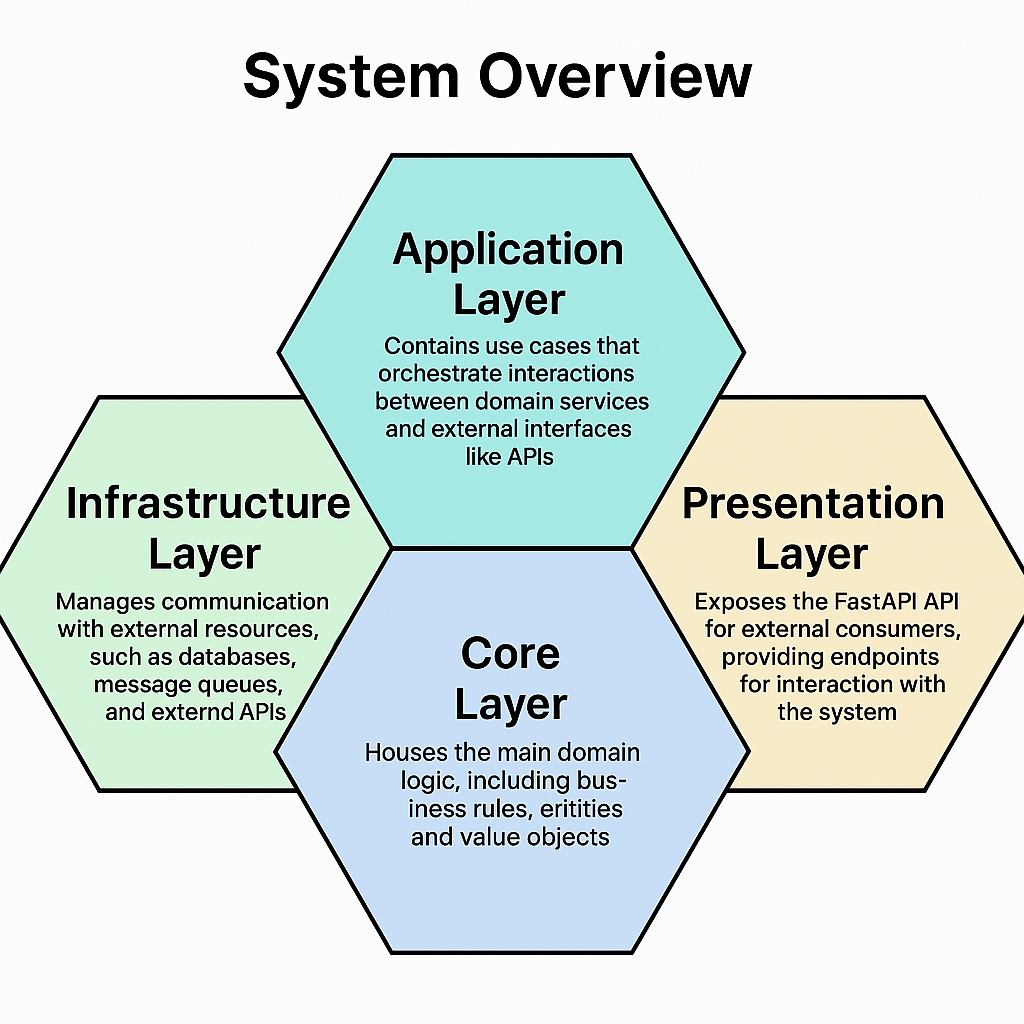 System Overview
Application
Layer
Contains use cases that
orchestrate interactions
between domain services
and external interfaces
like APIs
Infrastructure
Layer
Manages communication
with external resources,
such as databases,
message queues,
and externd APIs
Presentation
Layer
Exposes the FastAPI API
for external consumers,
providing endpoints
for interaction with
the system
Core
Layer
Houses the main domain
logic, including bus-
iness rules, eritities
and value objects